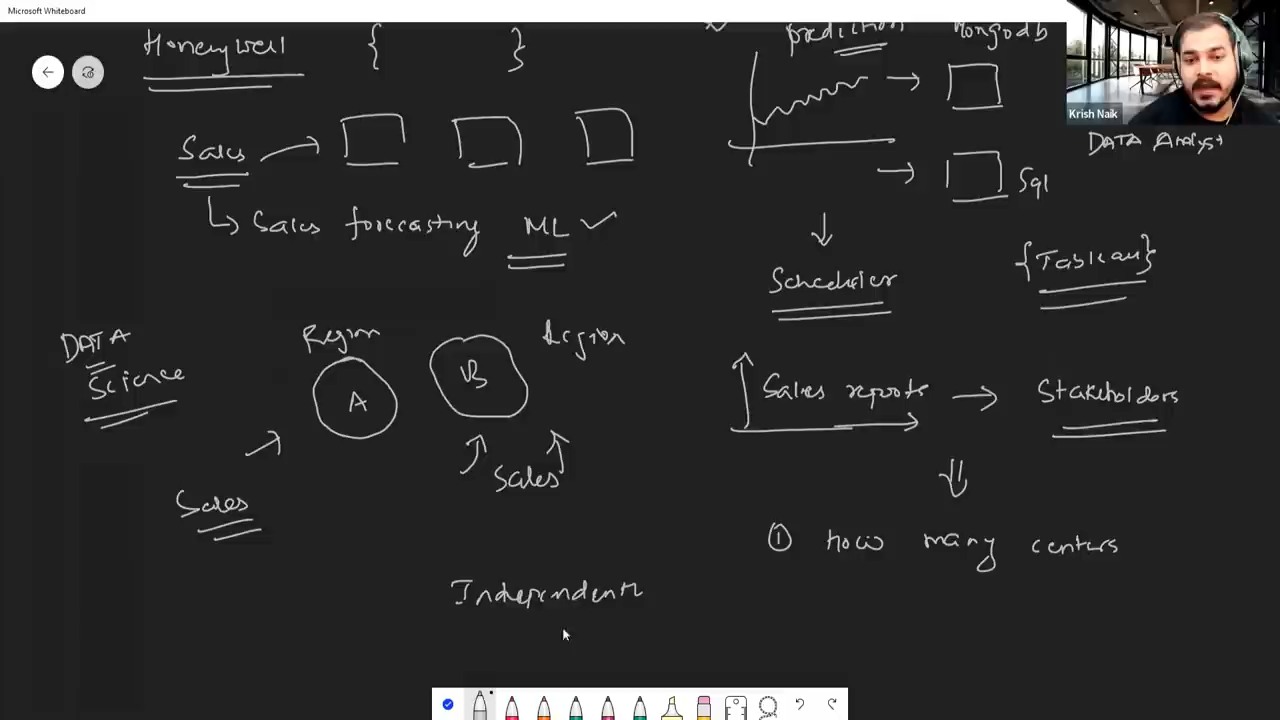 Microsoft Whiteboard
Honeywell { }
prediction
Mongodb
Krish Naik
DATA Analyst
Sales
Sql
Sales forecasting ML
Scheduler
{Tableau}
DATA
Science
Region
Region
A
B
Sales reports
Stakeholders
Sales
Sales
① How many centers
Independent